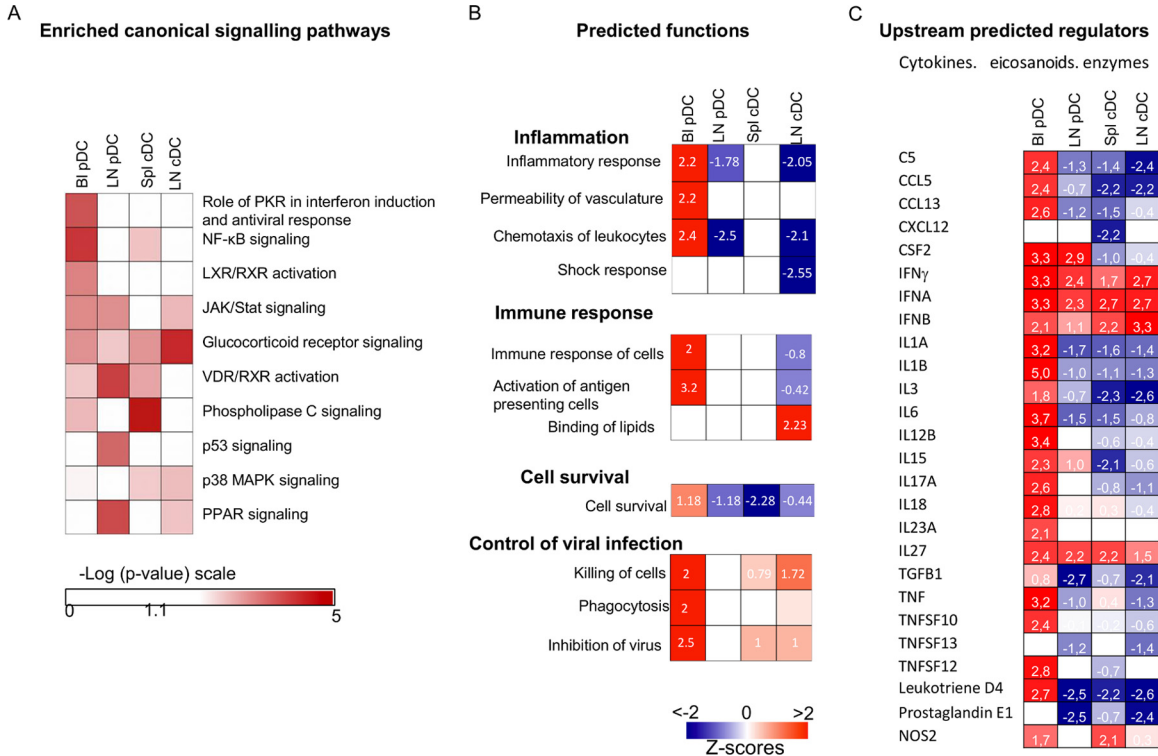 A
Enriched canonical signalling pathways
Bl pDC
LN pDC
Spl cDC
LN cDC
Role of PKR in interferon induction
and antiviral response
NF-κB signaling
LXR/RXR activation
JAK/Stat signaling
Glucocorticoid receptor signaling
VDR/RXR activation
Phospholipase C signaling
p53 signaling
p38 MAPK signaling
PPAR signaling
-Log (p-value) scale
0 1.1 5
B
Predicted functions
Bl pDC
LN pDC
Spl cDC
LN cDC
Inflammation
Inflammatory response 2.2 -1.78 -2.05
Permeability of vasculature 2.2
Chemotaxis of leukocytes 2.4 -2.5 -2.1
Shock response -2.55
Immune response
Immune response of cells 2 -0.8
Activation of antigen
presenting cells 3.2 -0.42
Binding of lipids 2.23
Cell survival
Cell survival 1.18 -1.18 -2.28 -0.44
Control of viral infection
Killing of cells 2 0.79 1.72
Phagocytosis 2
Inhibition of virus 2.5 1 1
<-2 0 >2
Z-scores
C
Upstream predicted regulators
Cytokines. eicosanoids. enzymes
Bl pDC
LN pDC
Spl cDC
LN cDC
C5 2,4 -1,3 -1,4 -2,4
CCL5 2,4 -0,7 -2,2 -2,2
CCL13 2,6 -1,2 -1,5 -0,4
CXCL12 -2,2
CSF2 3,3 2,9 -1,0 -0,4
IFNγ 3,3 2,4 1,7 2,7
IFNA 3,3 2,3 2,7 2,7
IFNB 2,1 1,1 2,2 3,3
IL1A 3,2 -1,7 -1,6 -1,4
IL1B 5,0 -1,0 -1,1 -1,3
IL3 1,8 -0,7 -2,3 -2,6
IL6 3,7 -1,5 -1,5 -0,8
IL12B 3,4 -0,6 -0,4
IL15 2,3 1,0 -2,1 -0,6
IL17A 2,6 -0,8 -1,1
IL18 2,8 0,3 -0,4
IL23A 2,1
IL27 2,4 2,2 2,2 1,5
TGFB1 0,8 -2,7 -0,7 -2,1
TNF 3,2 -1,0 0,4 -1,3
TNFSF10 2,4 -0,2 -0,6
TNFSF13 -1,2 -1,4
TNFSF12 2,8 -0,7
Leukotriene D4 2,7 -2,5 -2,2 -2,6
Prostaglandin E1 -2,5 -0,7 -2,4
NOS2 1,7 2,1 0,3